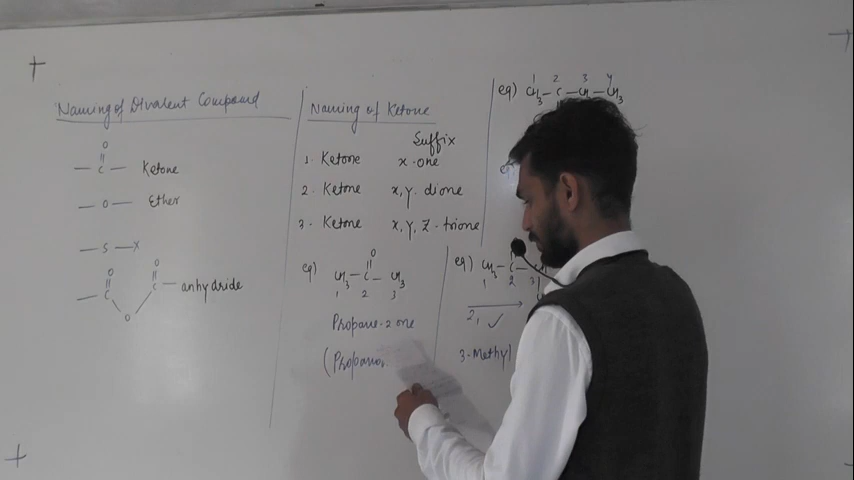 Naming of Divalent Compound
O
||
— C — Ketone
— O — Ether
— S — X
O O
|| ||
— C C — anhydride
O
Naming of Ketone
Suffix
1. Ketone x-one
2. Ketone x, y. dione
3. Ketone x, y, z - trione
eg) O
||
CH3 — C — CH3
1 2 3
Propane-2 one
eg) 1 2 3 4
CH3 — C — CH — CH3
eg) CH3 — C —
1 2 3
2, ✓
3-Methyl